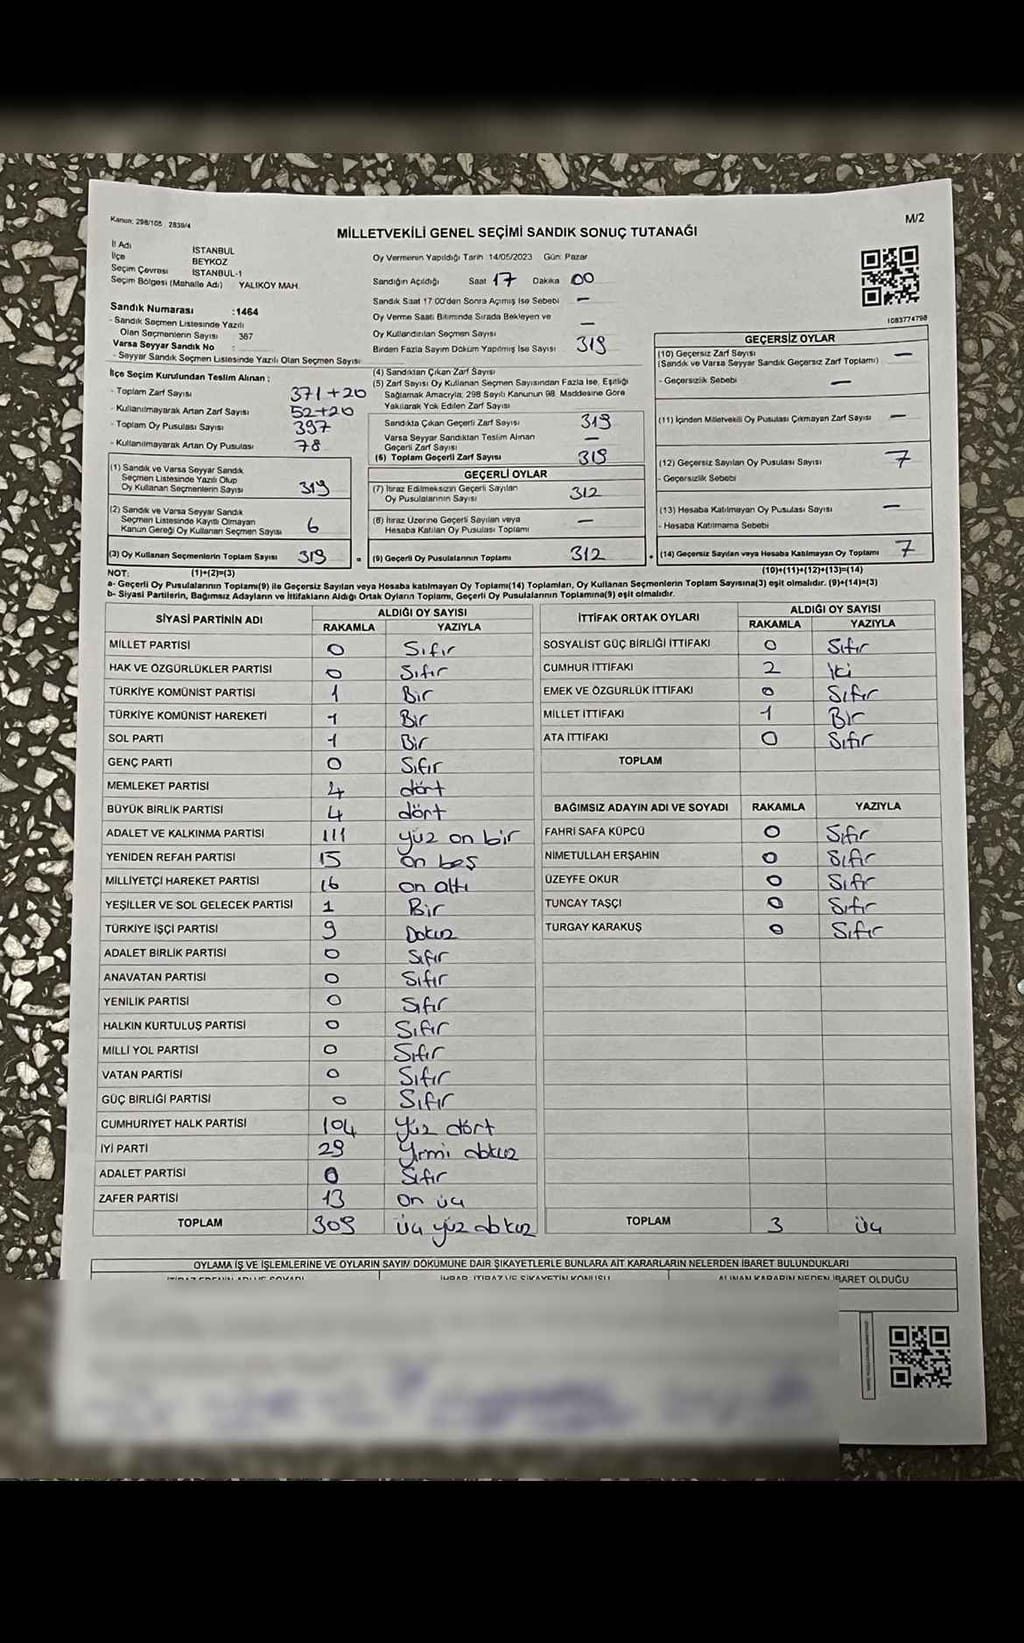 Kanun: 298/105 2839/4
M/2
MİLLETVEKİLİ GENEL SEÇİMİ SANDIK SONUÇ TUTANAĞI
İl Adı İSTANBUL
İlçe BEYKOZ
Seçim Çevresi İSTANBUL-1
Seçim Bölgesi (Mahalle Adı) YALIKÖY MAH.
Oy Vermenin Yapıldığı Tarih 14/05/2023 Gün: Pazar
Sandığın Açıldığı Saat 17 Dakika 00
Sandık Saat 17:00'den Sonra Açılmış İse Sebebi —
Oy Verme Saati Bitiminde Sırada Bekleyen ve
Oy Kullandırılan Seçmen Sayısı —
Birden Fazla Sayım Döküm Yapılmış İse Sayısı 319
1083774798
Sandık Numarası :1464
- Sandık Seçmen Listesinde Yazılı
Olan Seçmenlerin Sayısı 367
Varsa Seyyar Sandık No :
- Seyyar Sandık Seçmen Listesinde Yazılı Olan Seçmen Sayısı
İlçe Seçim Kurulundan Teslim Alınan :
- Toplam Zarf Sayısı 371+20
- Kullanılmayarak Artan Zarf Sayısı 52+20
- Toplam Oy Pusulası Sayısı 397
- Kullanılmayarak Artan Oy Pusulası 78
(1) Sandık ve Varsa Seyyar Sandık
Seçmen Listesinde Yazılı Olup
Oy Kullanan Seçmenlerin Sayısı 313
(2) Sandık ve Varsa Seyyar Sandık
Seçmen Listesinde Kayıtlı Olmayan
Kanun Gereği Oy Kullanan Seçmen Sayısı 6
(3) Oy Kullanan Seçmenlerin Toplam Sayısı 319
(4) Sandıktan Çıkan Zarf Sayısı
(5) Zarf Sayısı Oy Kullanan Seçmen Sayısından Fazla İse, Eşitliği
Sağlamak Amacıyla, 298 Sayılı Kanunun 98. Maddesine Göre
Yakılarak Yok Edilen Zarf Sayısı
Sandıkta Çıkan Geçerli Zarf Sayısı 319
Varsa Seyyar Sandıktan Teslim Alınan
Geçerli Zarf Sayısı —
(6) Toplam Geçerli Zarf Sayısı 319
GEÇERLİ OYLAR
(7) İtiraz Edilmeksizin Geçerli Sayılan
Oy Pusulalarının Sayısı 312
(8) İtiraz Üzerine Geçerli Sayılan veya
Hesaba Katılan Oy Pusulası Toplamı —
= (9) Geçerli Oy Pusulalarının Toplamı 312
GEÇERSİZ OYLAR
(10) Geçersiz Zarf Sayısı —
(Sandık ve Varsa Seyyar Sandık Geçersiz Zarf Toplamı)
- Geçersizlik Sebebi —
(11) İçinden Milletvekili Oy Pusulası Çıkmayan Zarf Sayısı —
(12) Geçersiz Sayılan Oy Pusulası Sayısı 7
- Geçersizlik Sebebi
(13) Hesaba Katılmayan Oy Pusulası Sayısı —
- Hesaba Katılmama Sebebi
+ (14) Geçersiz Sayılan veya Hesaba Katılmayan Oy Toplamı 7
NOT: (1)+(2)=(3) (10)+(11)+(12)+(13)=(14)
a- Geçerli Oy Pusulalarının Toplamı(9) ile Geçersiz Sayılan veya Hesaba katılmayan Oy Toplamı(14) Toplamları, Oy Kullanan Seçmenlerin Toplam Sayısına(3) eşit olmalıdır. (9)+(14)=(3)
b- Siyasi Partilerin, Bağımsız Adayların ve İttifakların Aldığı Ortak Oyların Toplamı, Geçerli Oy Pusulalarının Toplamına(9) eşit olmalıdır.
SİYASİ PARTİNİN ADI ALDIĞI OY SAYISI
RAKAMLA YAZIYLA
MİLLET PARTİSİ 0 Sıfır
HAK VE ÖZGÜRLÜKLER PARTİSİ 0 Sıfır
TÜRKİYE KOMÜNİST PARTİSİ 1 Bir
TÜRKİYE KOMÜNİST HAREKETİ 1 Bir
SOL PARTİ 1 Bir
GENÇ PARTİ 0 Sıfır
MEMLEKET PARTİSİ 4 dört
BÜYÜK BİRLİK PARTİSİ 4 dört
ADALET VE KALKINMA PARTİSİ 111 yüz on bir
YENİDEN REFAH PARTİSİ 15 on beş
MİLLİYETÇİ HAREKET PARTİSİ 16 on altı
YEŞİLLER VE SOL GELECEK PARTİSİ 1 Bir
TÜRKİYE İŞÇİ PARTİSİ 9 Dokuz
ADALET BİRLİK PARTİSİ 0 Sıfır
ANAVATAN PARTİSİ 0 Sıfır
YENİLİK PARTİSİ 0 Sıfır
HALKIN KURTULUŞ PARTİSİ 0 Sıfır
MİLLİ YOL PARTİSİ 0 Sıfır
VATAN PARTİSİ 0 Sıfır
GÜÇ BİRLİĞİ PARTİSİ 0 Sıfır
CUMHURİYET HALK PARTİSİ 104 Yüz dört
İYİ PARTİ 29 Yirmi dokuz
ADALET PARTİSİ 0 Sıfır
ZAFER PARTİSİ 13 On üç
TOPLAM 309 üç yüz dokuz
İTTİFAK ORTAK OYLARI ALDIĞI OY SAYISI
RAKAMLA YAZIYLA
SOSYALİST GÜÇ BİRLİĞİ İTTİFAKI 0 Sıfır
CUMHUR İTTİFAKI 2 İki
EMEK VE ÖZGÜRLÜK İTTİFAKI 0 Sıfır
MİLLET İTTİFAKI 1 Bir
ATA İTTİFAKI 0 Sıfır
TOPLAM
BAĞIMSIZ ADAYIN ADI VE SOYADI RAKAMLA YAZIYLA
FAHRİ SAFA KÜPCÜ 0 Sıfır
NİMETULLAH ERŞAHİN 0 Sıfır
ÜZEYFE OKUR 0 Sıfır
TUNCAY TAŞÇI 0 Sıfır
TURGAY KARAKUŞ 0 Sıfır
TOPLAM 3 üç
OYLAMA İŞ VE İŞLEMLERİNE VE OYLARIN SAYIM DÖKÜMÜNE DAİR ŞİKAYETLERLE BUNLARA AİT KARARLARIN NELERDEN İBARET BULUNDUKLARI
İTİRAZ EDENİN ADI VE SOYADI İHBAR, İTİRAZ VE ŞİKAYETİN KONUSU ALINAN KARARIN NEDEN İBARET OLDUĞU